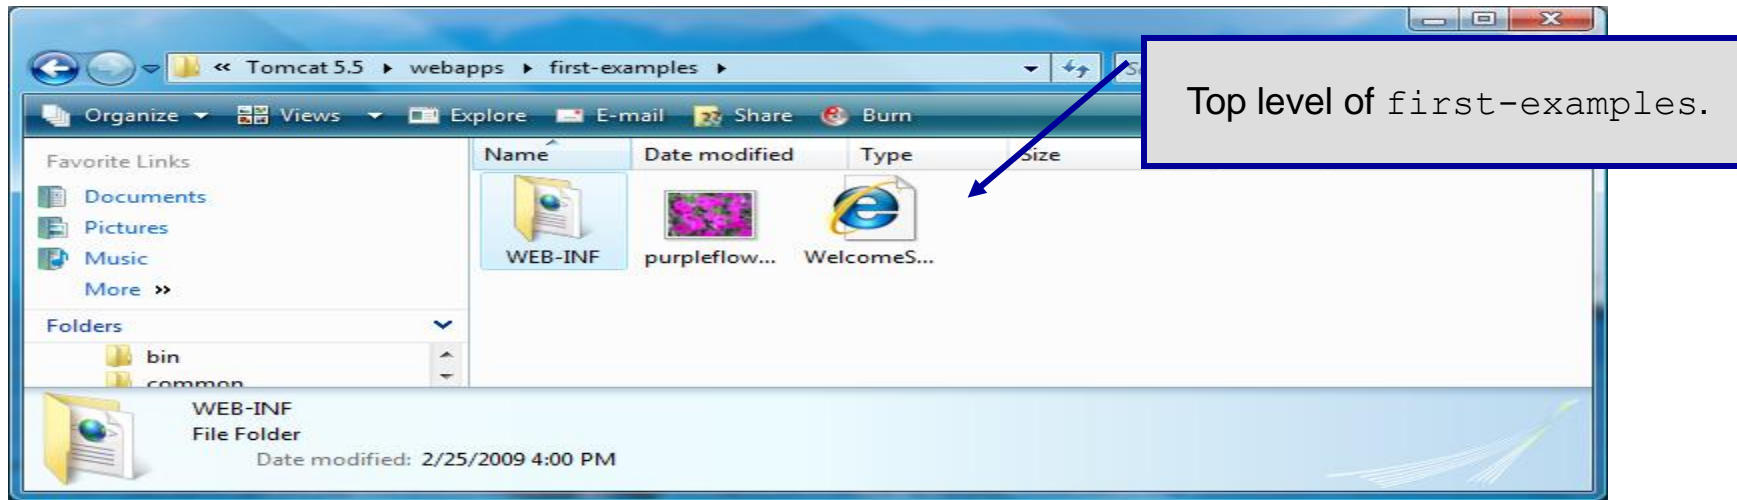 « Tomcat 5.5 ▸ webapps ▸ first-examples ▸
Top level of first-examples.
Organize Views Explore E-mail Share Burn
Favorite Links
Name Date modified Type Size
Documents
Pictures
Music
More »
WEB-INF purpleflow... WelcomeS...
Folders
bin
common
WEB-INF
File Folder
Date modified: 2/25/2009 4:00 PM